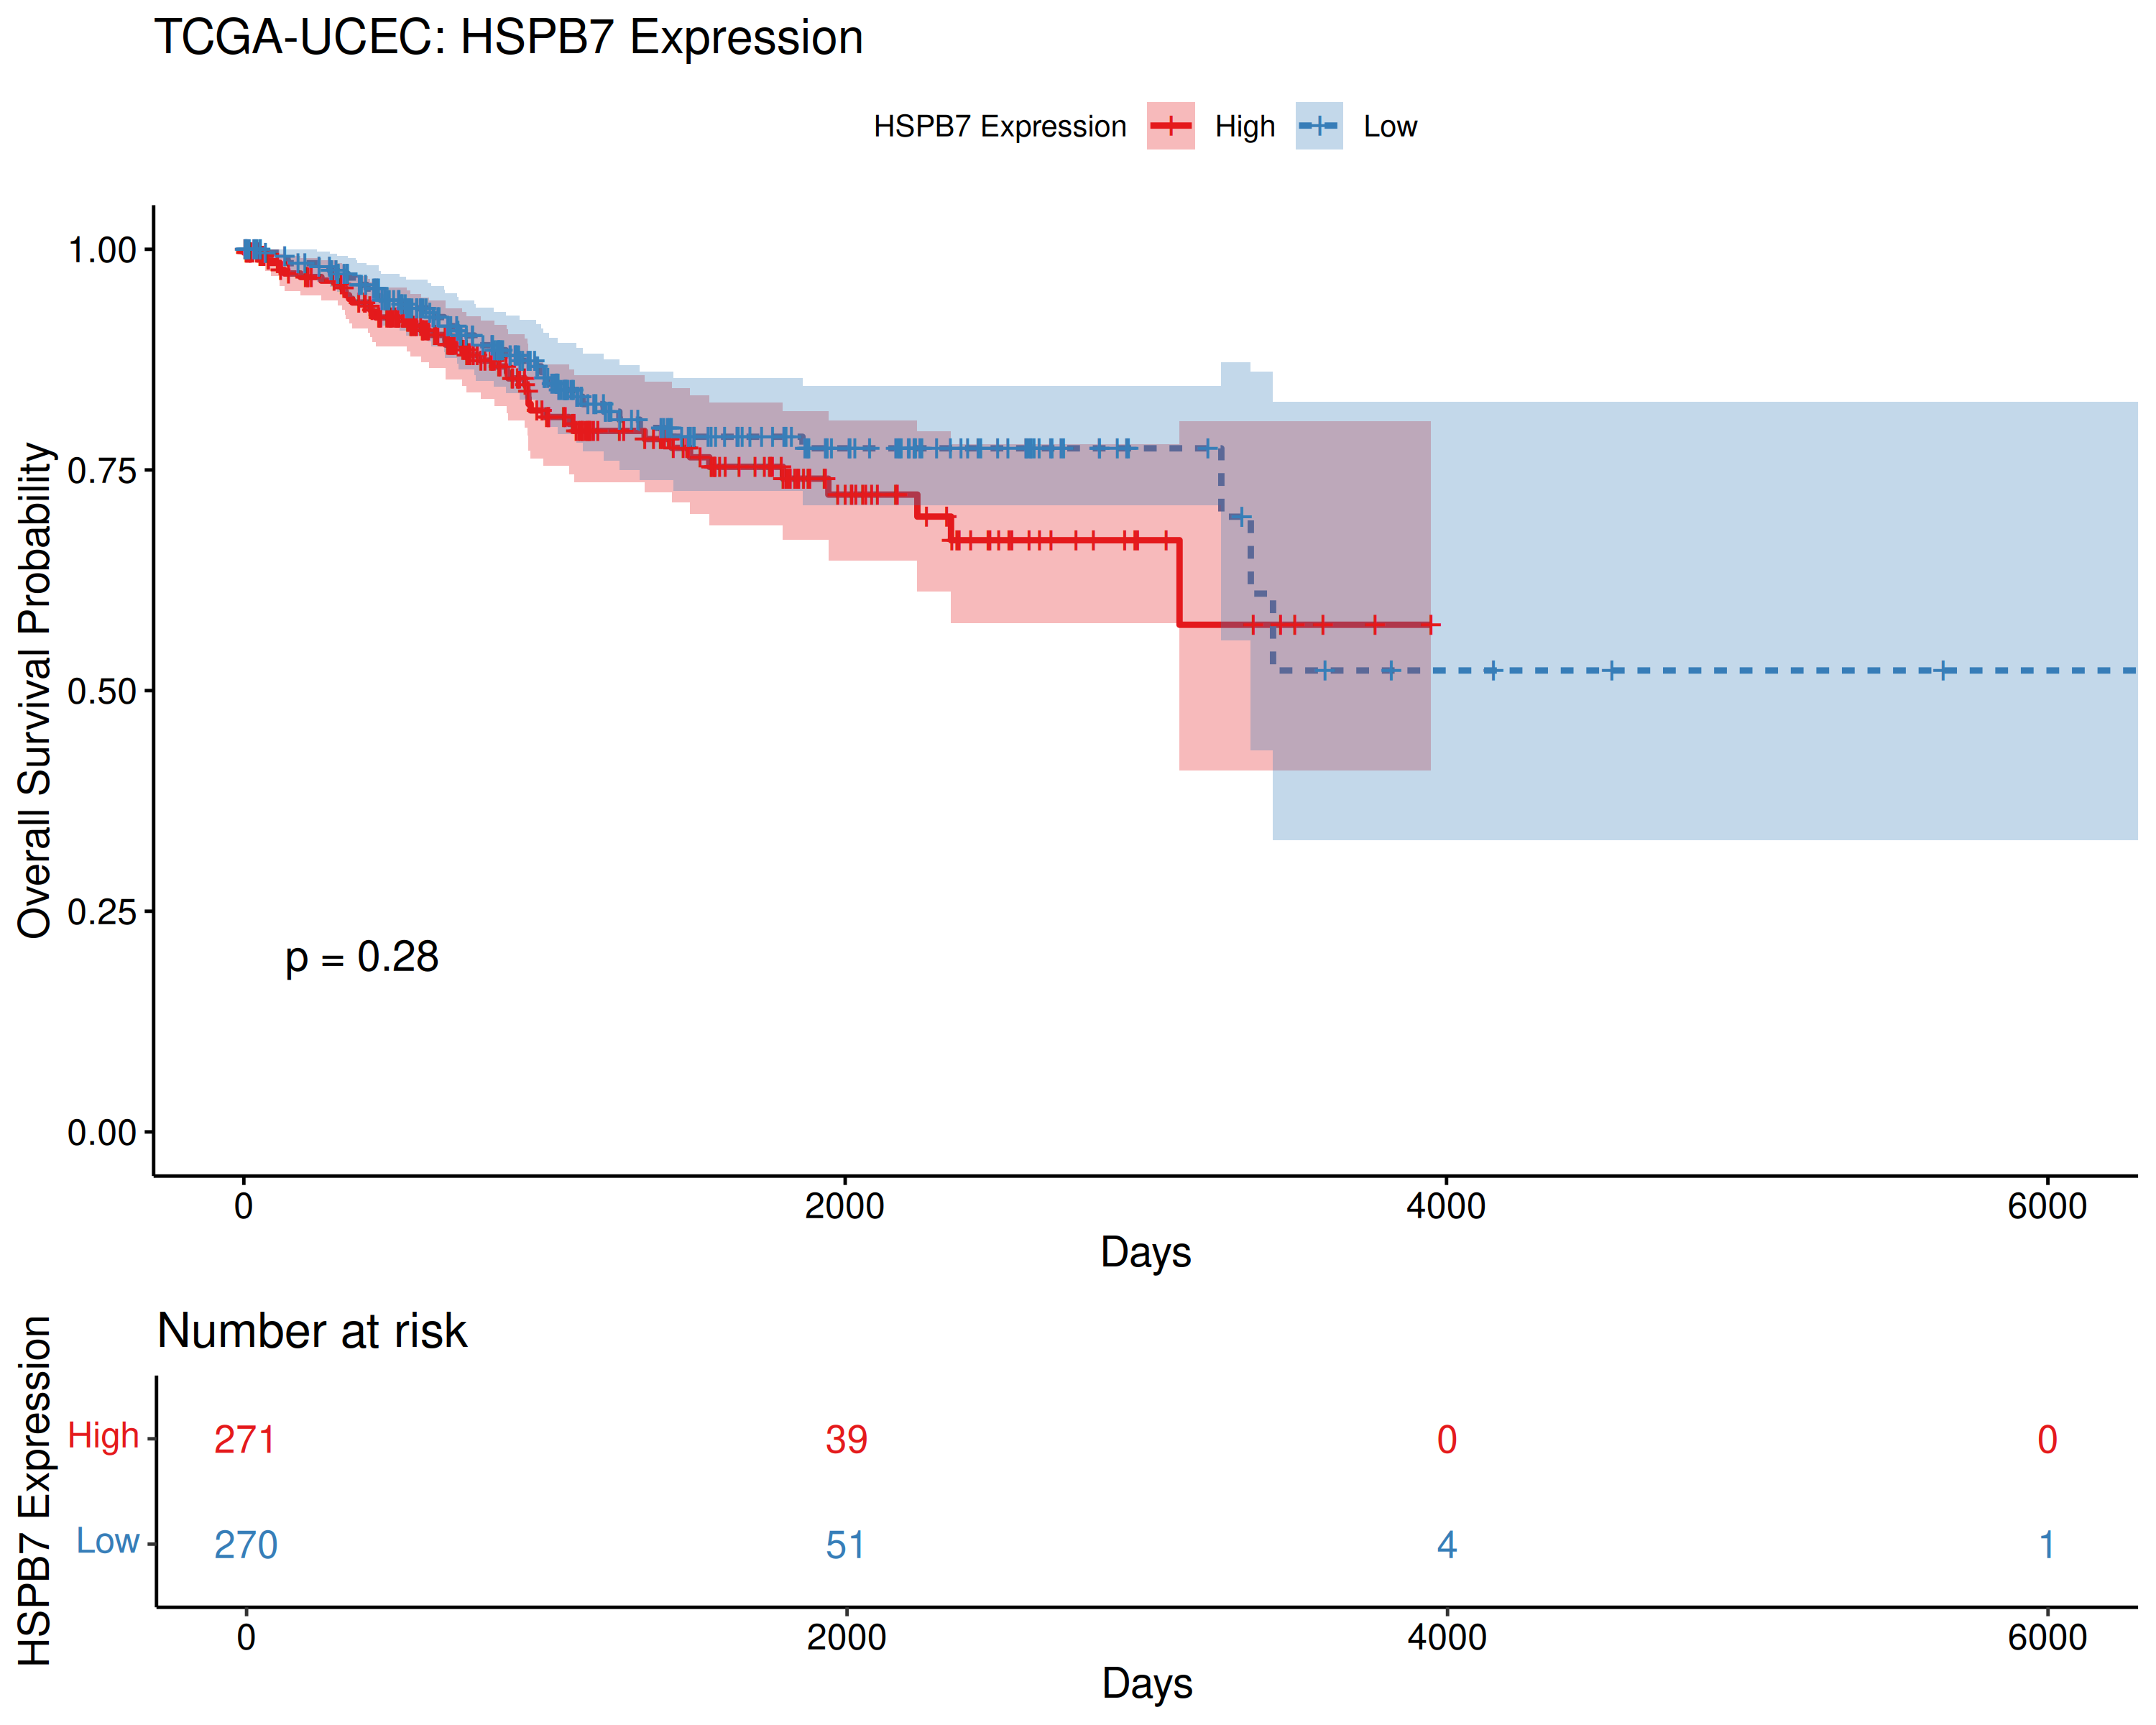 TCGA-UCEC: HSPB7 Expression
HSPB7 Expression High Low
Overall Survival Probability
1.00
0.75
0.50
0.25
0.00
p = 0.28
0 2000 4000 6000
Days
Number at risk
HSPB7 Expression
High 271 39 0 0
Low 270 51 4 1
0 2000 4000 6000
Days